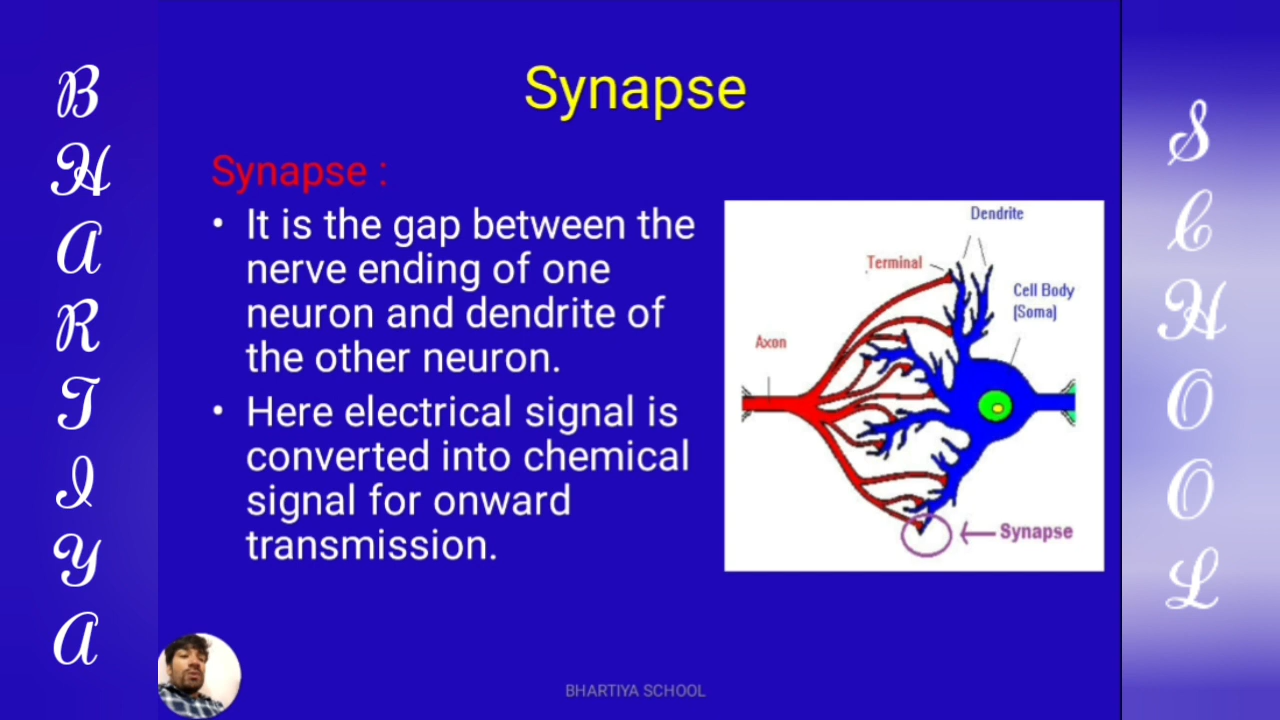 BHARTIYA
Synapse
Synapse :
• It is the gap between the
nerve ending of one
neuron and dendrite of
the other neuron.
• Here electrical signal is
converted into chemical
signal for onward
transmission.
Dendrite
Terminal
Cell Body
(Soma)
Axon
Synapse
BHARTIYA SCHOOL
SCHOOL